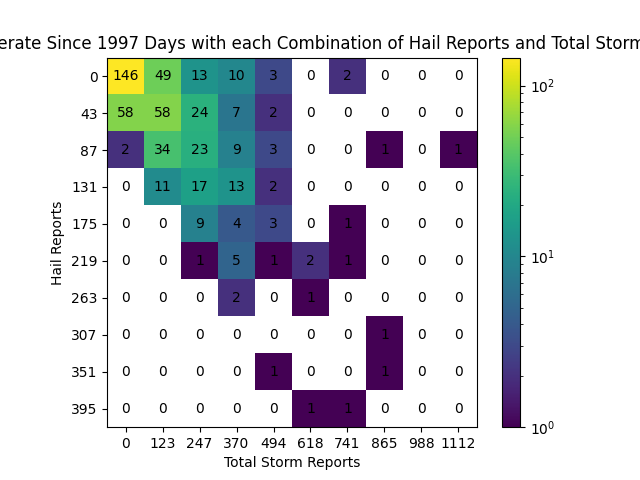 erate Since 1997 Days with each Combination of Hail Reports and Total Storm
0 146 49 13 10 3 0 2 0 0 0
43 58 58 24 7 2 0 0 0 0 0
87 2 34 23 9 3 0 0 1 0 1
131 0 11 17 13 2 0 0 0 0 0
175 0 0 9 4 3 0 1 0 0 0
219 0 0 1 5 1 2 1 0 0 0
263 0 0 0 2 0 1 0 0 0 0
307 0 0 0 0 0 0 0 1 0 0
351 0 0 0 0 1 0 0 1 0 0
395 0 0 0 0 0 1 1 0 0 0
0 123 247 370 494 618 741 865 988 1112
Total Storm Reports
Hail Reports
10²
10¹
10⁰